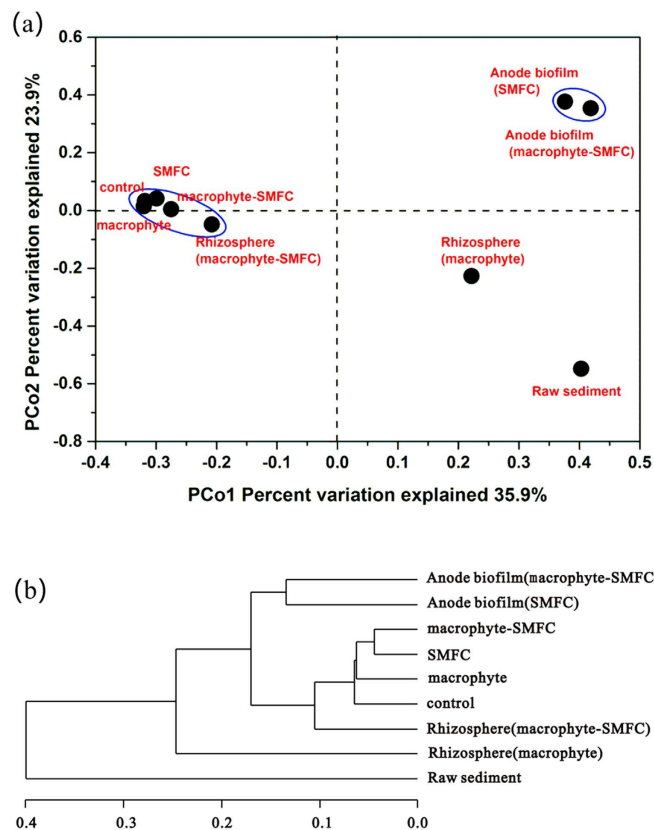 (a)
PCo2 Percent variation explained 23.9%
0.6
0.4
0.2
0.0
-0.2
-0.4
-0.6
-0.8
Anode biofilm
(SMFC)
Anode biofilm
(macrophyte-SMFC)
SMFC
control
macrophyte-SMFC
macrophyte
Rhizosphere
(macrophyte-SMFC)
Rhizosphere
(macrophyte)
Raw sediment
-0.4 -0.3 -0.2 -0.1 0.0 0.1 0.2 0.3 0.4 0.5
PCo1 Percent variation explained 35.9%
(b)
Anode biofilm(macrophyte-SMFC
Anode biofilm(SMFC)
macrophyte-SMFC
SMFC
macrophyte
control
Rhizosphere(macrophyte-SMFC)
Rhizosphere(macrophyte)
Raw sediment
0.4 0.3 0.2 0.1 0.0